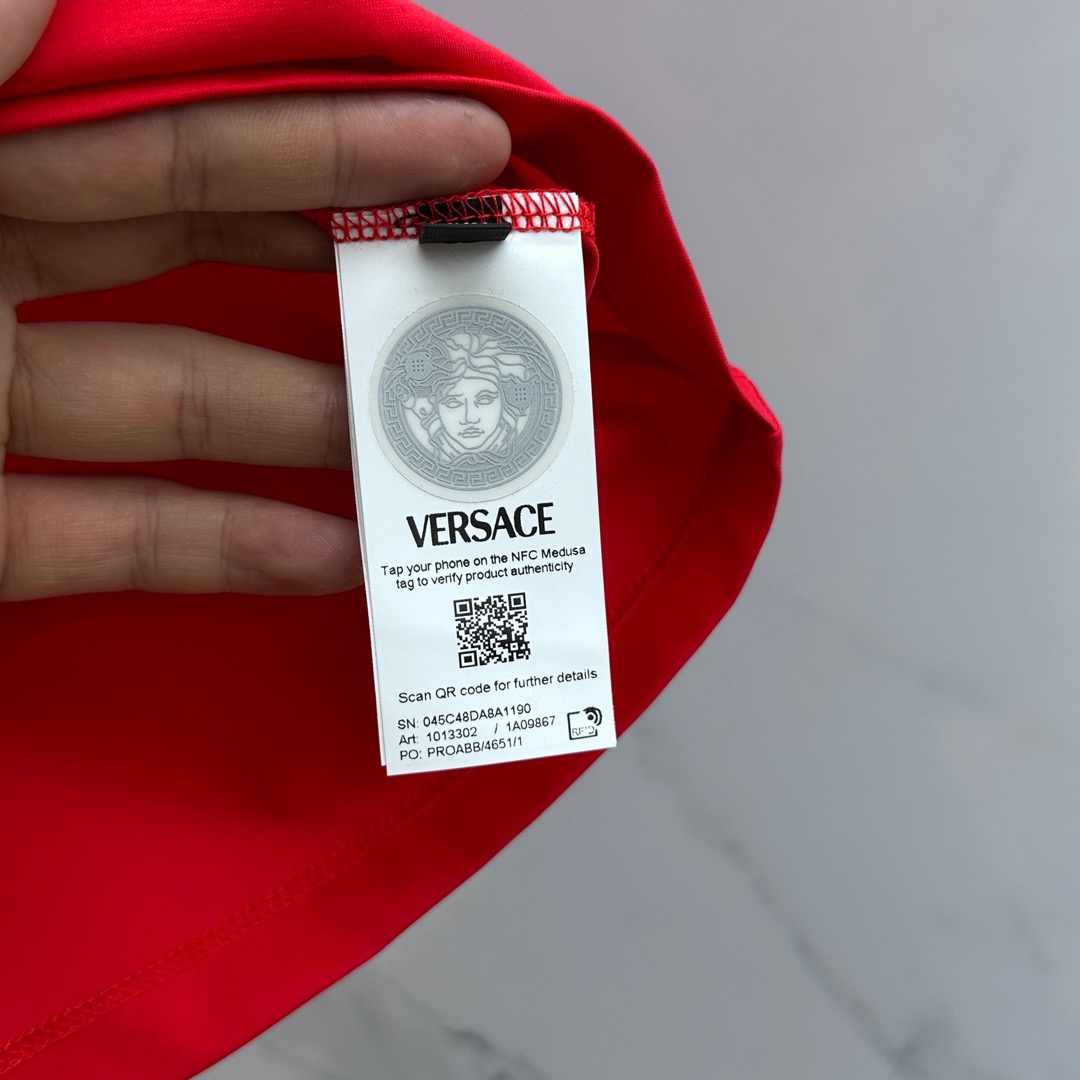 VERSACE
Tap your phone on the NFC Medusa
tag to verify product authenticity
Scan QR code for further details
SN: 045C48DA8A1190
Art: 1013302 / 1A09867
PO: PROABB/4651/1
RFID